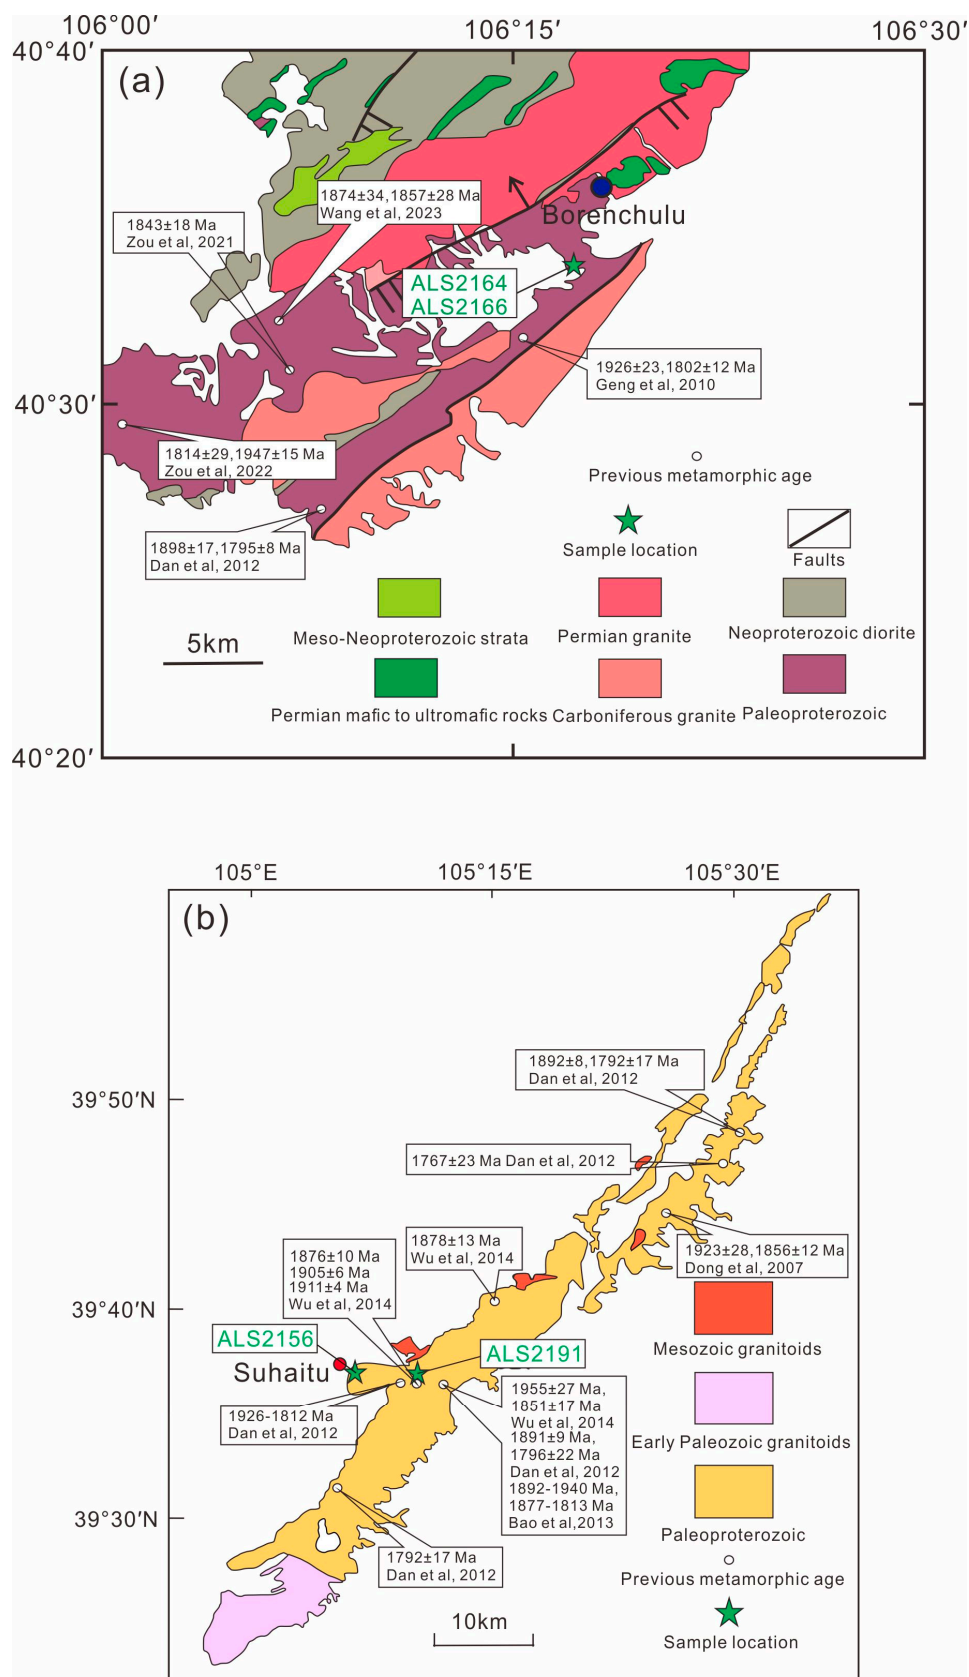 106°00′
106°15′
106°30′
40°40′
(a)
1874±34,1857±28 Ma
Wang et al, 2023
1843±18 Ma
Zou et al, 2021
Borenchulu
ALS2164
ALS2166
1926±23,1802±12 Ma
Geng et al, 2010
40°30′
1814±29,1947±15 Ma
Zou et al, 2022
Previous metamorphic age
Sample location
Faults
1898±17,1795±8 Ma
Dan et al, 2012
5km
Meso-Neoproterozoic strata
Permian granite
Neoproterozoic diorite
Permian mafic to ultromafic rocks
Carboniferous granite
Paleoproterozoic
40°20′
105°E
105°15′E
105°30′E
(b)
1892±8,1792±17 Ma
Dan et al, 2012
39°50′N
1767±23 Ma Dan et al, 2012
1878±13 Ma
Wu et al, 2014
1876±10 Ma
1905±6 Ma
1911±4 Ma
Wu et al, 2014
1923±28,1856±12 Ma
Dong et al, 2007
39°40′N
ALS2156
Suhaitu
ALS2191
Mesozoic granitoids
1955±27 Ma,
1851±17 Ma
Wu et al, 2014
1891±9 Ma,
1796±22 Ma
Dan et al, 2012
1892-1940 Ma,
1877-1813 Ma
Bao et al,2013
1926-1812 Ma
Dan et al, 2012
Early Paleozoic granitoids
39°30′N
Paleoproterozoic
1792±17 Ma
Dan et al, 2012
Previous metamorphic age
10km
Sample location